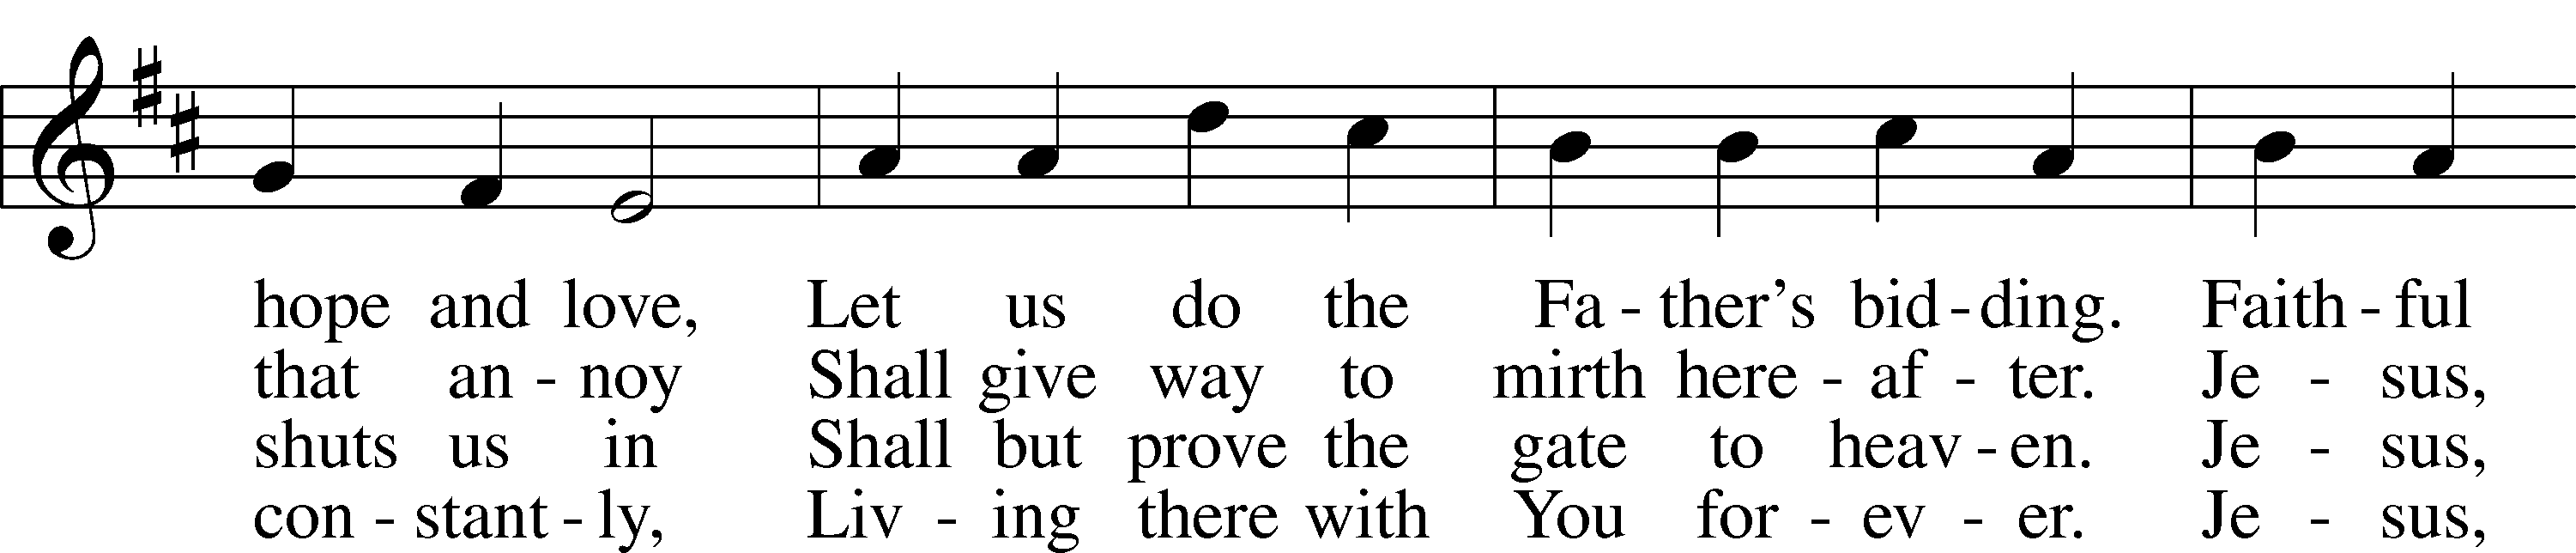 hope and love, Let us do the Fa - ther's bid - ding. Faith - ful
that an - noy Shall give way to mirth here - af - ter. Je - sus,
shuts us in Shall but prove the gate to heav - en. Je - sus,
con - stant - ly, Liv - ing there with You for - ev - er. Je - sus,